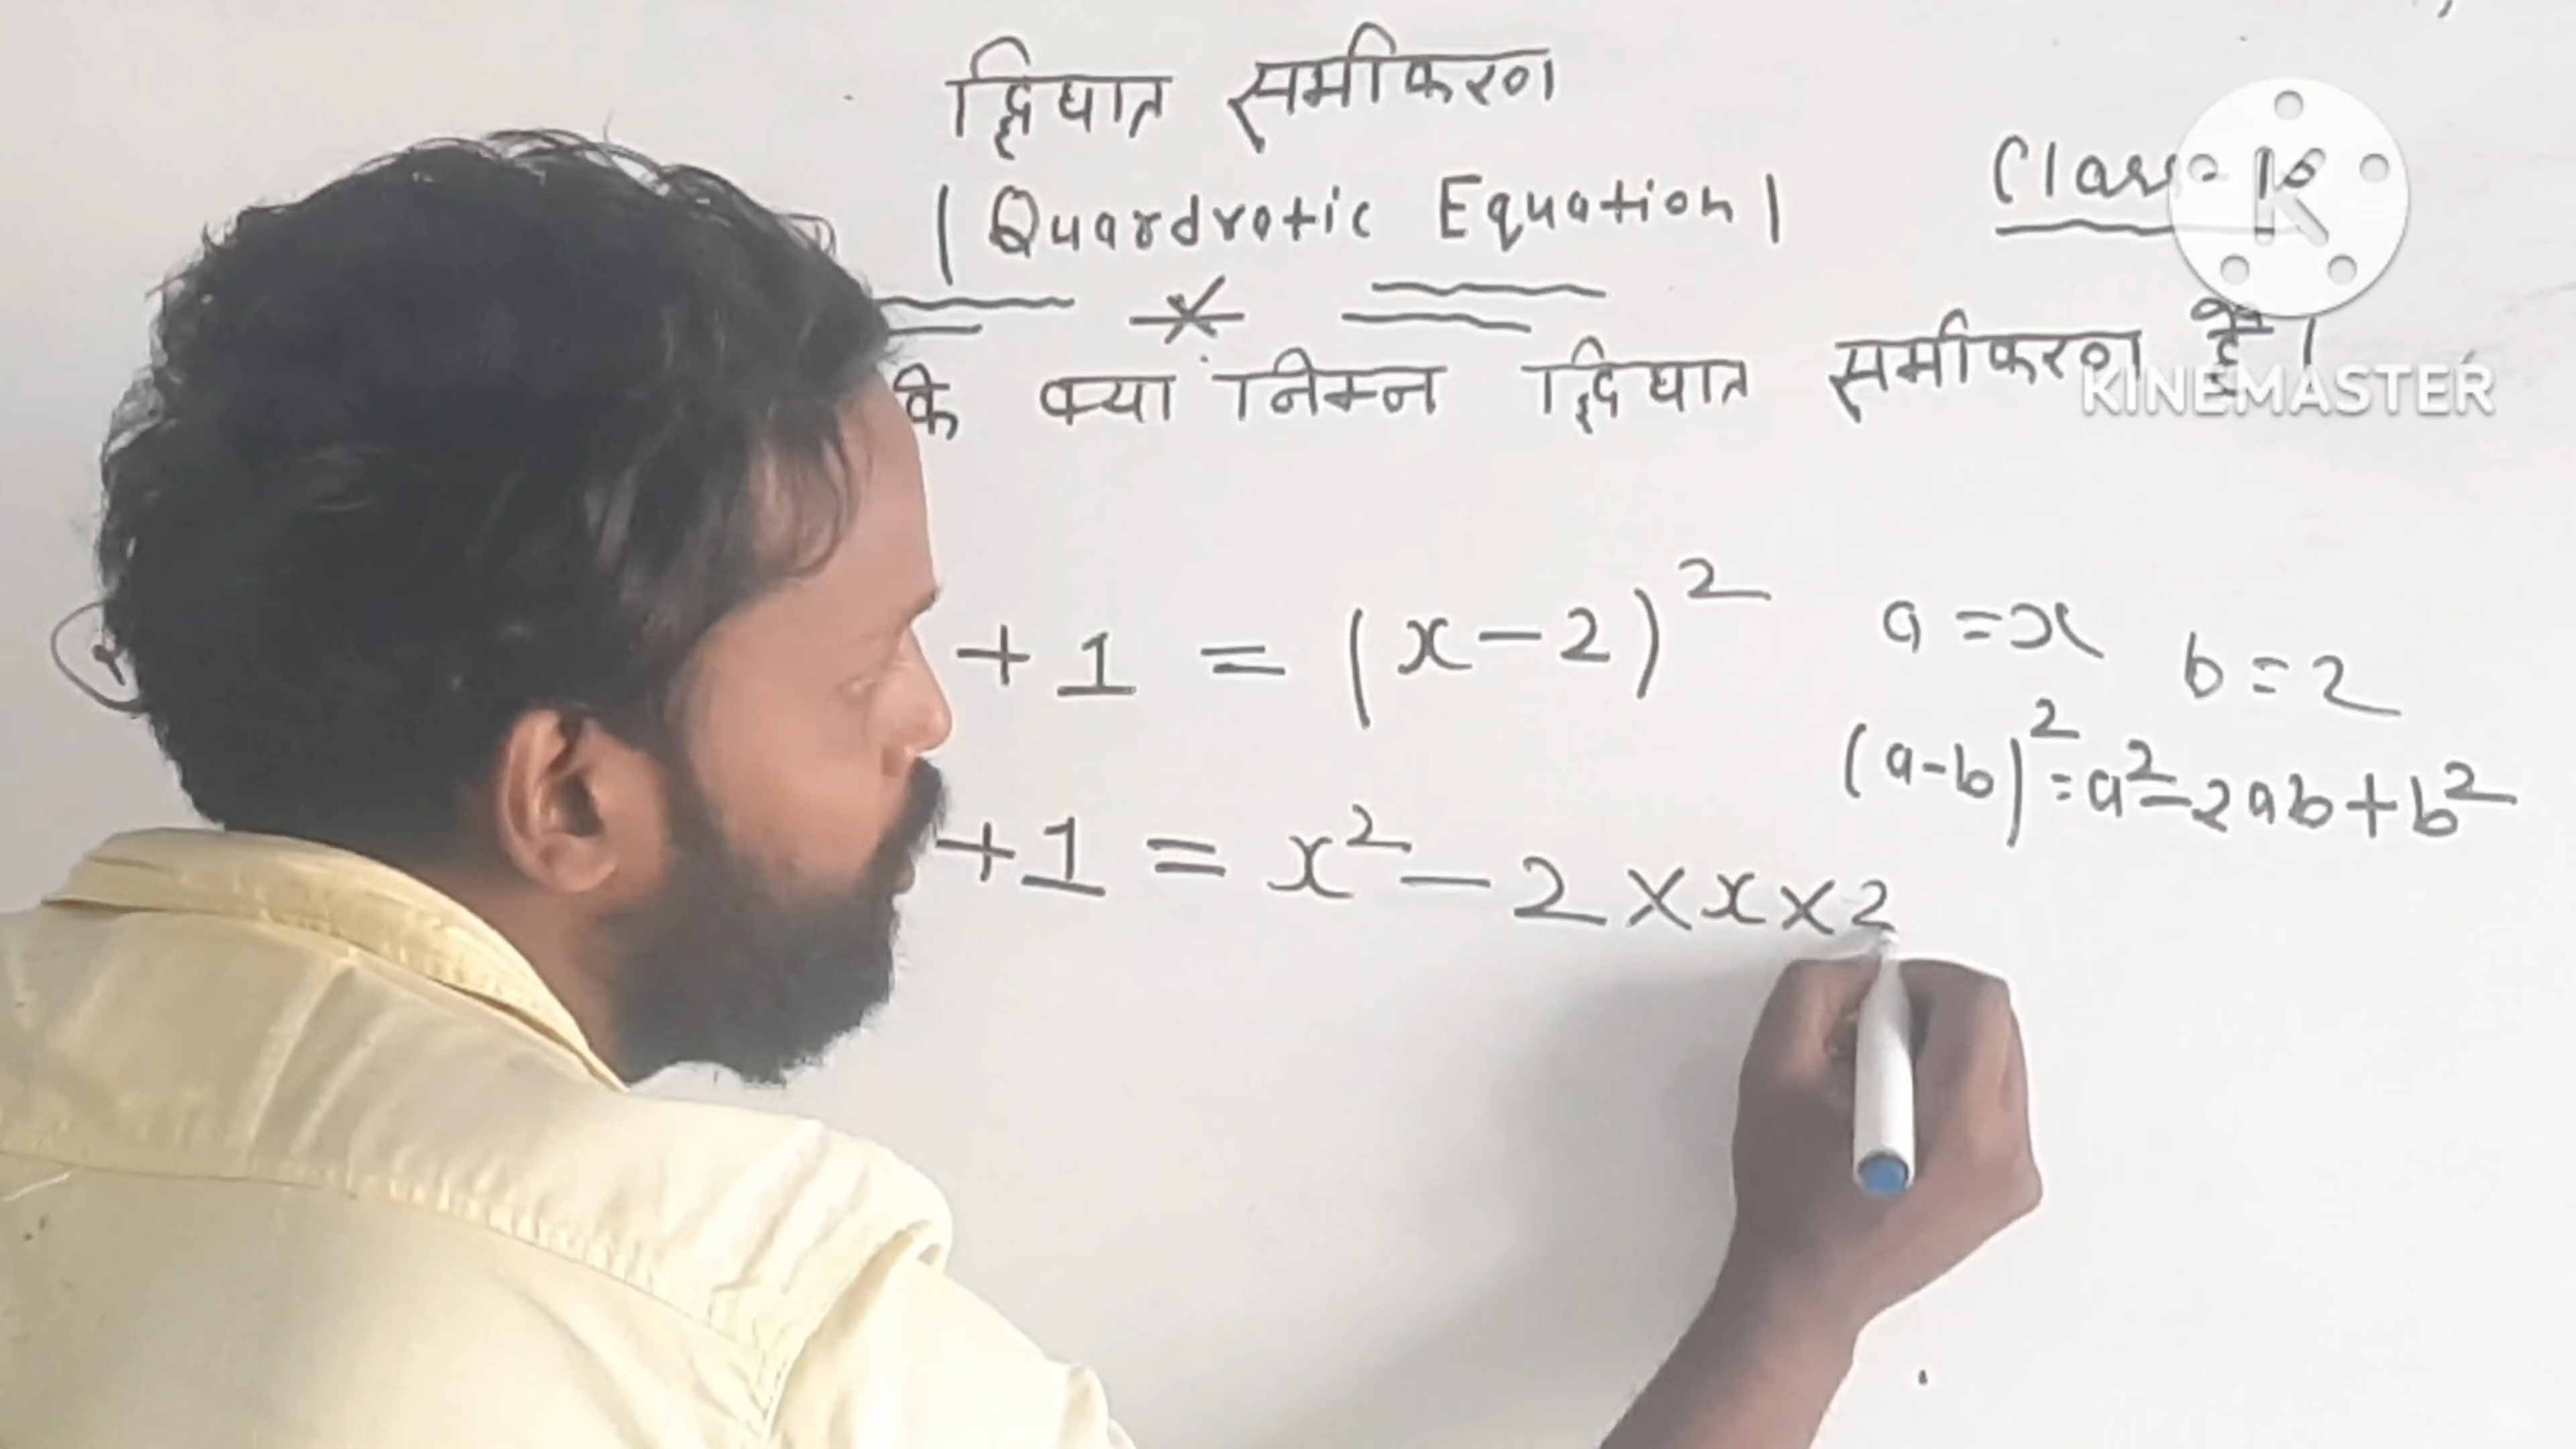 द्विघात समीकरण
(Quardratic Equation)
Class - 10
कि क्या निम्न द्विघात समीकरण है।
KINEMASTER
+ 1 = (x-2)²
a = x b = 2
(a-b)² = a² - 2ab + b²
+ 1 = x² - 2 × x × 2